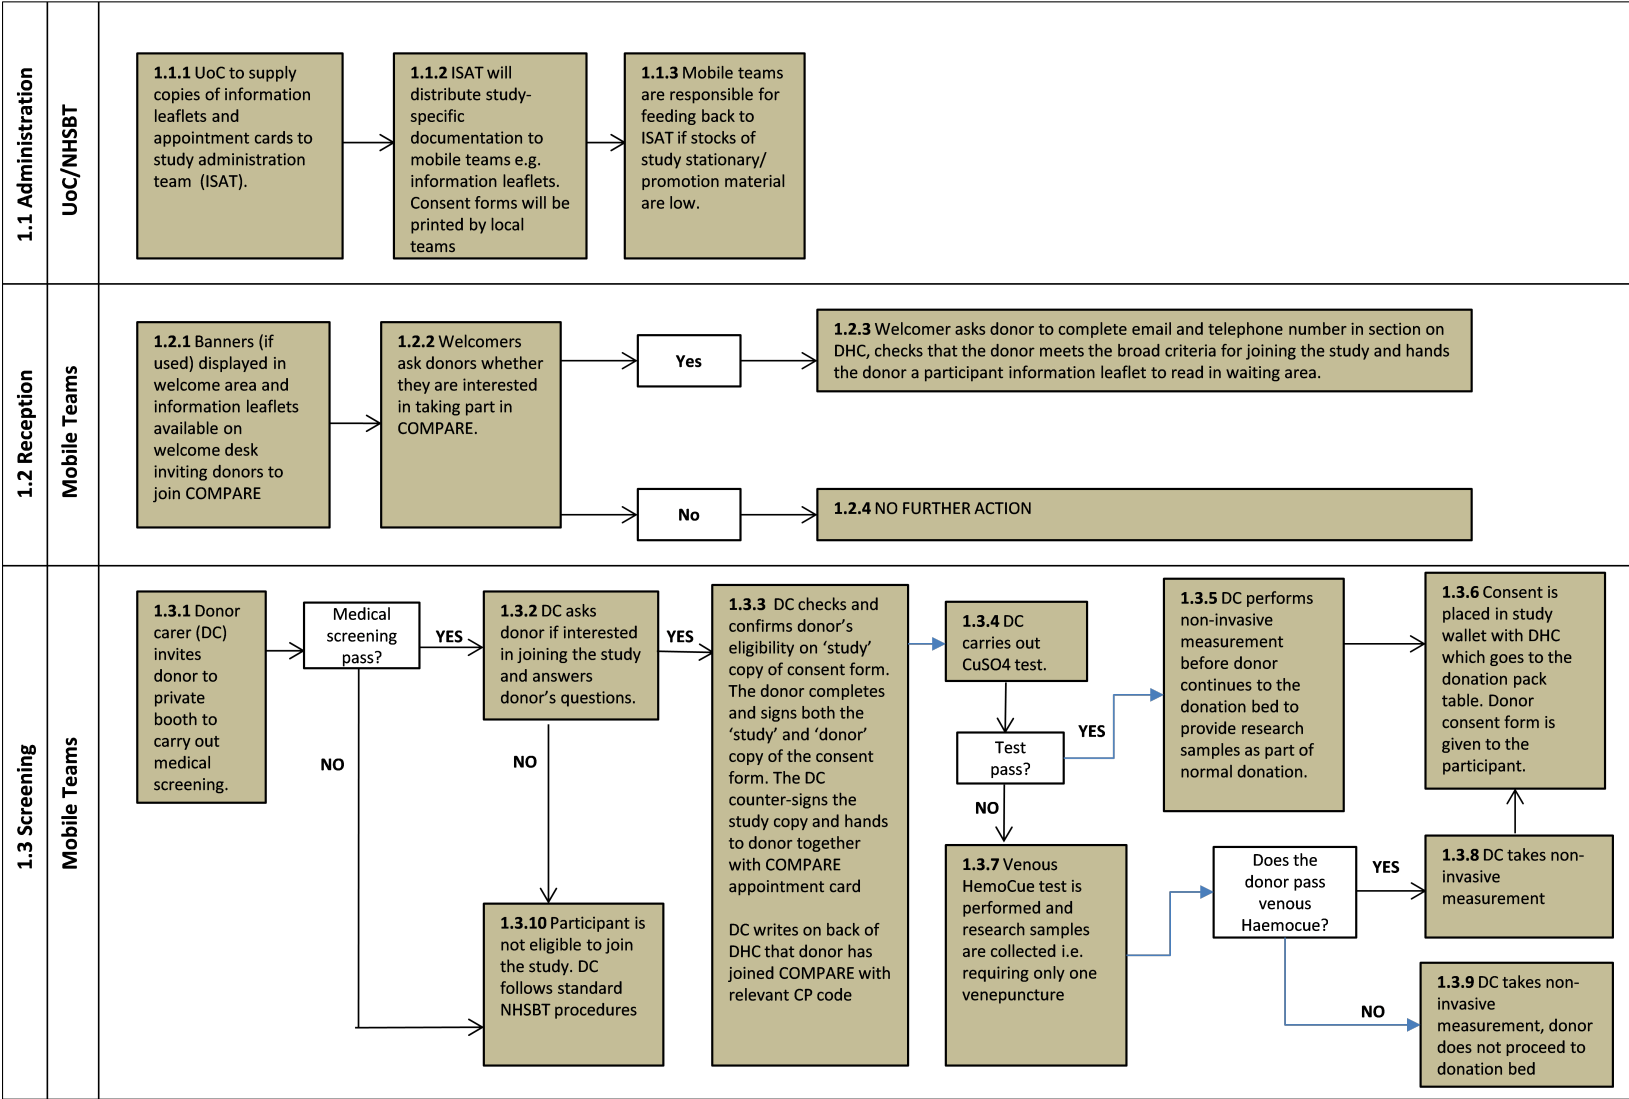 1.1 Administration
UoC/NHSBT
1.1.1 UoC to supply
copies of information
leaflets and
appointment cards to
study administration
team  (ISAT).
1.1.2 ISAT will
distribute study-
specific
documentation to
mobile teams e.g.
information leaflets.
Consent forms will be
printed by local
teams
1.1.3 Mobile teams
are responsible for
feeding back to
ISAT if stocks of
study stationary/
promotion material
are low.
1.2 Reception
Mobile Teams
1.2.1 Banners (if
used) displayed in
welcome area and
information leaflets
available on
welcome desk
inviting donors to
join COMPARE
1.2.2 Welcomers
ask donors whether
they are interested
in taking part in
COMPARE.
Yes
1.2.3 Welcomer asks donor to complete email and telephone number in section on
DHC, checks that the donor meets the broad criteria for joining the study and hands
the donor a participant information leaflet to read in waiting area.
No
1.2.4 NO FURTHER ACTION
1.3 Screening
Mobile Teams
1.3.1 Donor
carer (DC)
invites
donor to
private
booth to
carry out
medical
screening.
Medical
screening
pass?
YES
NO
1.3.2 DC asks
donor if interested
in joining the study
and answers
donor's questions.
YES
NO
1.3.10 Participant is
not eligible to join
the study. DC
follows standard
NHSBT procedures
1.3.3  DC checks and
confirms donor's
eligibility on 'study'
copy of consent form.
The donor completes
and signs both the
'study' and 'donor'
copy of the consent
form. The DC
counter-signs the
study copy and hands
to donor together
with COMPARE
appointment card
DC writes on back of
DHC that donor has
joined COMPARE with
relevant CP code
1.3.4 DC
carries out
CuSO4 test.
Test
pass?
YES
NO
1.3.5 DC performs
non-invasive
measurement
before donor
continues to the
donation bed to
provide research
samples as part of
normal donation.
1.3.6 Consent is
placed in study
wallet with DHC
which goes to the
donation pack
table. Donor
consent form is
given to the
participant.
1.3.7 Venous
HemoCue test is
performed and
research samples
are collected i.e.
requiring only one
venepuncture
Does the
donor pass
venous
Haemocue?
YES
NO
1.3.8 DC takes non-
invasive
measurement
1.3.9 DC takes non-
invasive
measurement, donor
does not proceed to
donation bed